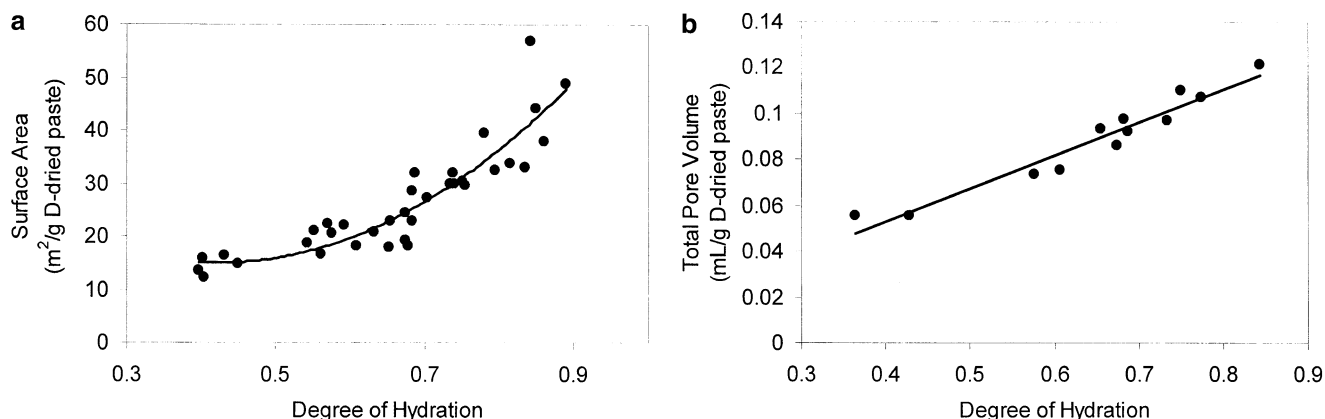 a
60
50
40
30
20
10
0
Surface Area
(m²/g D-dried paste)
0.3 0.5 0.7 0.9
Degree of Hydration
b
0.14
0.12
0.1
0.08
0.06
0.04
0.02
0
Total Pore Volume
(mL/g D-dried paste)
0.3 0.4 0.5 0.6 0.7 0.8 0.9
Degree of Hydration